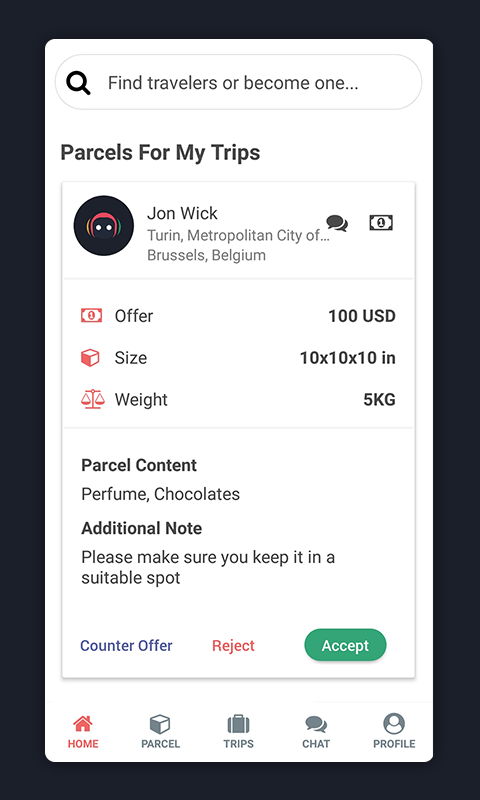 Find travelers or become one...
Parcels For My Trips
Jon Wick
Turin, Metropolitan City of…
Brussels, Belgium
Offer 100 USD
Size 10x10x10 in
Weight 5KG
Parcel Content
Perfume, Chocolates
Additional Note
Please make sure you keep it in a
suitable spot
Counter Offer Reject Accept
HOME PARCEL TRIPS CHAT PROFILE